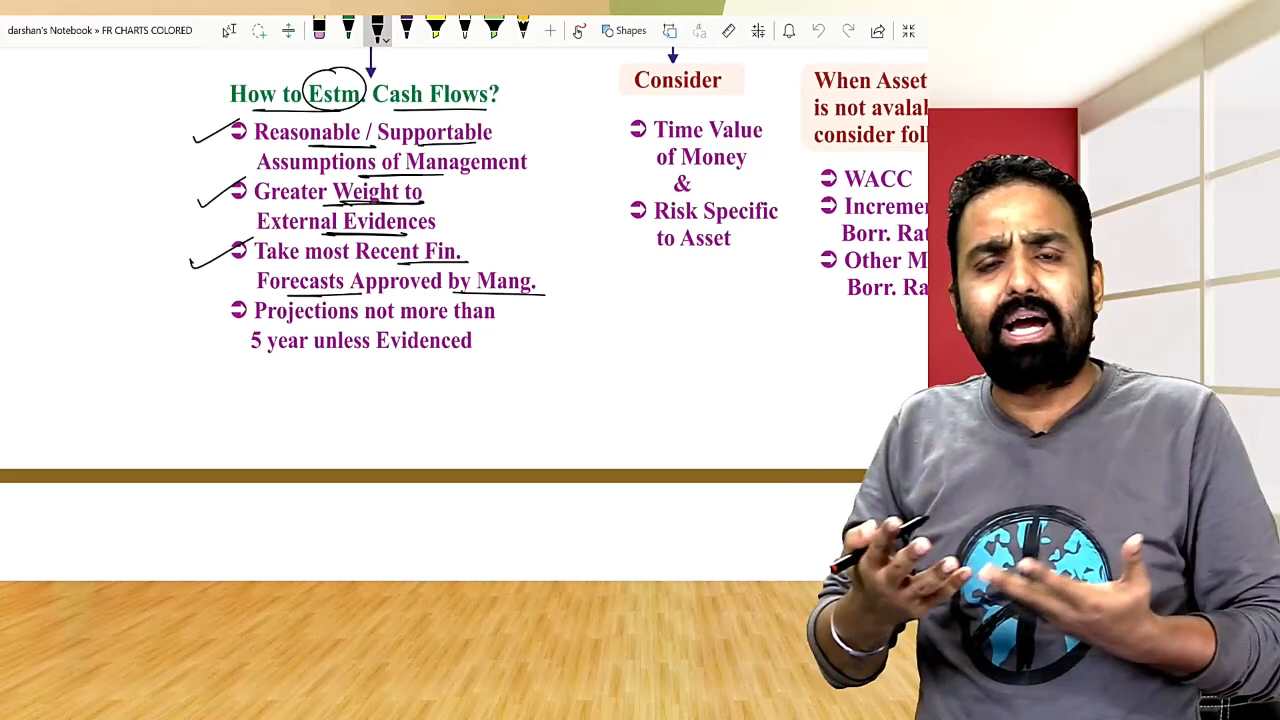 darshan's Notebook » FR CHARTS COLORED
Shapes
How to Estm. Cash Flows?
Reasonable / Supportable
Assumptions of Management
Greater Weight to
External Evidences
Take most Recent Fin.
Forecasts Approved by Mang.
Projections not more than
5 year unless Evidenced
Consider
Time Value
of Money
&
Risk Specific
to Asset
When Asset
is not avalal
consider foll
WACC
Increme
Borr. Rat
Other M
Borr. Ra